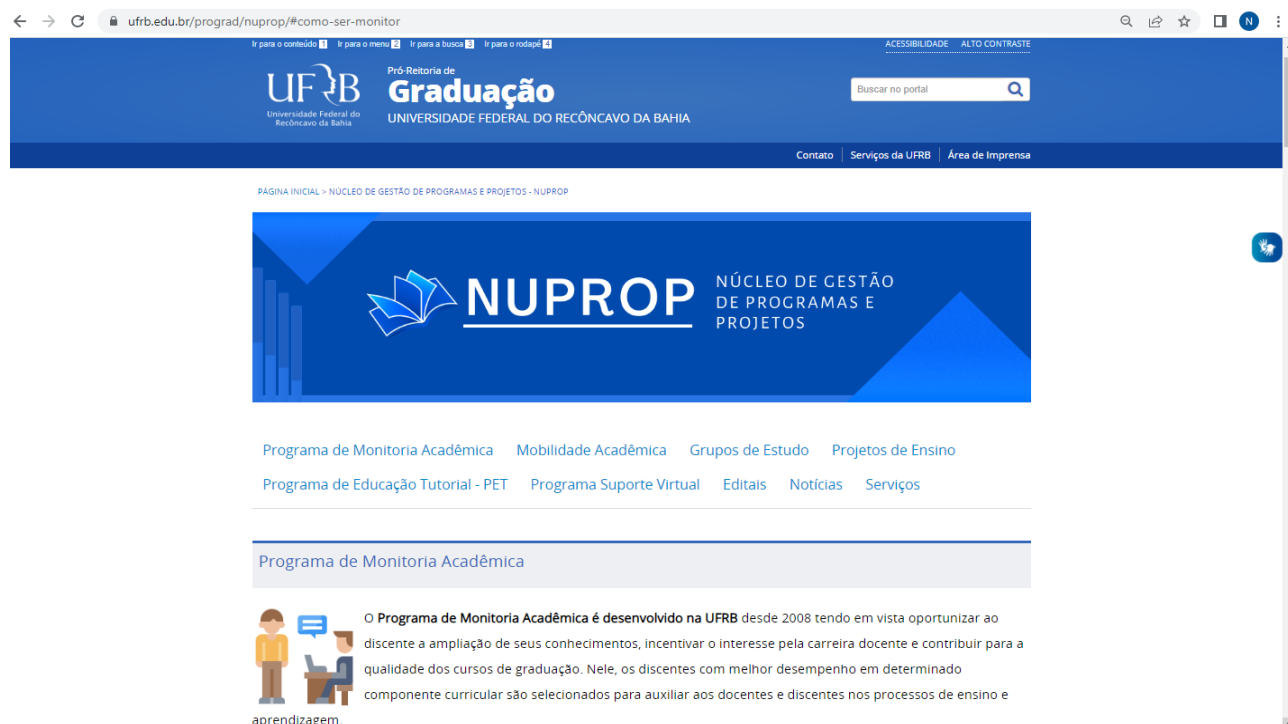 ufrb.edu.br/prograd/nuprop/#como-ser-monitor
N
Ir para o conteúdo 1 Ir para o menu 2 Ir para a busca 3 Ir para o rodapé 4
ACESSIBILIDADE ALTO CONTRASTE
UFRB
Universidade Federal do
Recôncavo da Bahia
Pró-Reitoria de
Graduação
UNIVERSIDADE FEDERAL DO RECÔNCAVO DA BAHIA
Buscar no portal
Contato Serviços da UFRB Área de Imprensa
PÁGINA INICIAL > NÚCLEO DE GESTÃO DE PROGRAMAS E PROJETOS - NUPROP
NUPROP
NÚCLEO DE GESTÃO
DE PROGRAMAS E
PROJETOS
Programa de Monitoria Acadêmica Mobilidade Acadêmica Grupos de Estudo Projetos de Ensino
Programa de Educação Tutorial - PET Programa Suporte Virtual Editais Notícias Serviços
Programa de Monitoria Acadêmica
O Programa de Monitoria Acadêmica é desenvolvido na UFRB desde 2008 tendo em vista oportunizar ao
discente a ampliação de seus conhecimentos, incentivar o interesse pela carreira docente e contribuir para a
qualidade dos cursos de graduação. Nele, os discentes com melhor desempenho em determinado
componente curricular são selecionados para auxiliar aos docentes e discentes nos processos de ensino e
aprendizagem.